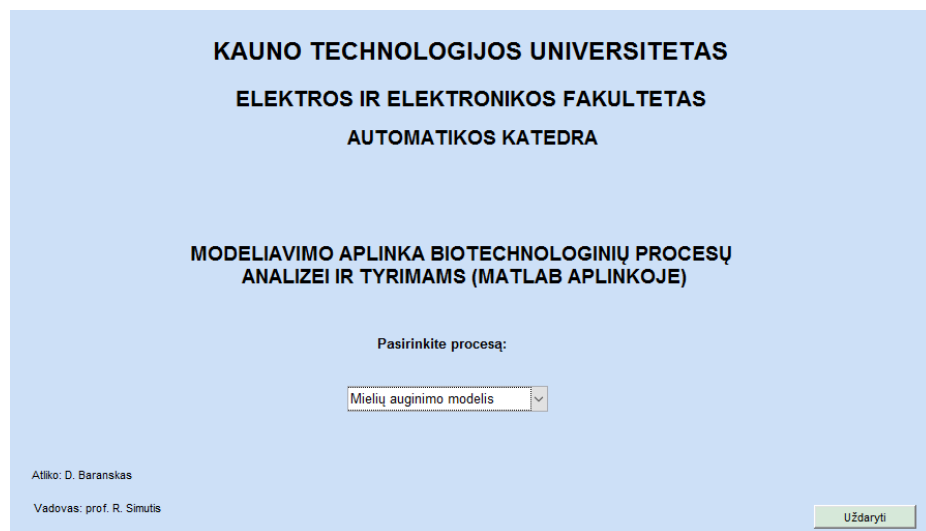 KAUNO TECHNOLOGIJOS UNIVERSITETAS
ELEKTROS IR ELEKTRONIKOS FAKULTETAS
AUTOMATIKOS KATEDRA
MODELIAVIMO APLINKA BIOTECHNOLOGINIŲ PROCESŲ
ANALIZEI IR TYRIMAMS (MATLAB APLINKOJE)
Pasirinkite procesą:
Mielių auginimo modelis
Atliko: D. Baranskas
Vadovas: prof. R. Simutis
Uždaryti